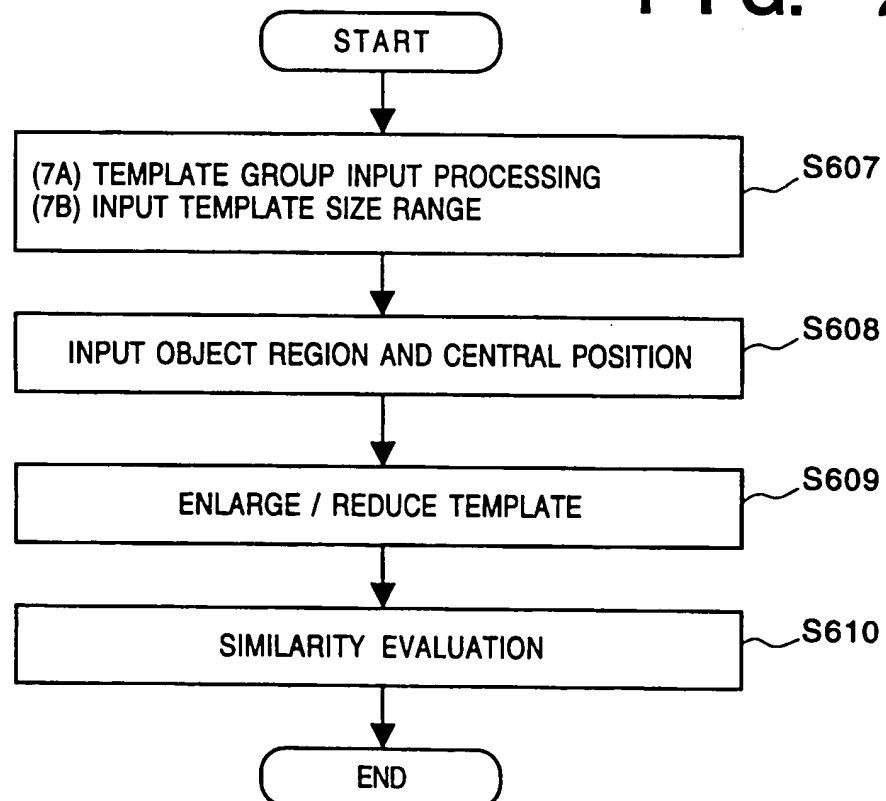 FIG.
START
(7A) TEMPLATE GROUP INPUT PROCESSING
(7B) INPUT TEMPLATE SIZE RANGE
S607
INPUT OBJECT REGION AND CENTRAL POSITION
S608
ENLARGE / REDUCE TEMPLATE
S609
SIMILARITY EVALUATION
S610
END